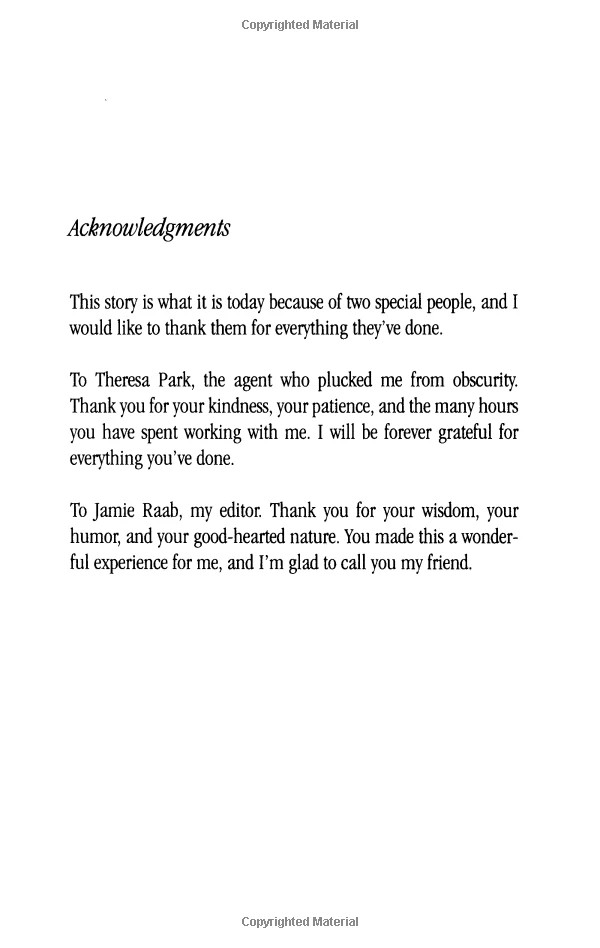 Copyrighted Material
Acknowledgments
This story is what it is today because of two special people, and I
would like to thank them for everything they've done.
To Theresa Park, the agent who plucked me from obscurity.
Thank you for your kindness, your patience, and the many hours
you have spent working with me. I will be forever grateful for
everything you've done.
To Jamie Raab, my editor. Thank you for your wisdom, your
humor, and your good-hearted nature. You made this a wonder-
ful experience for me, and I'm glad to call you my friend.
Copyrighted Material